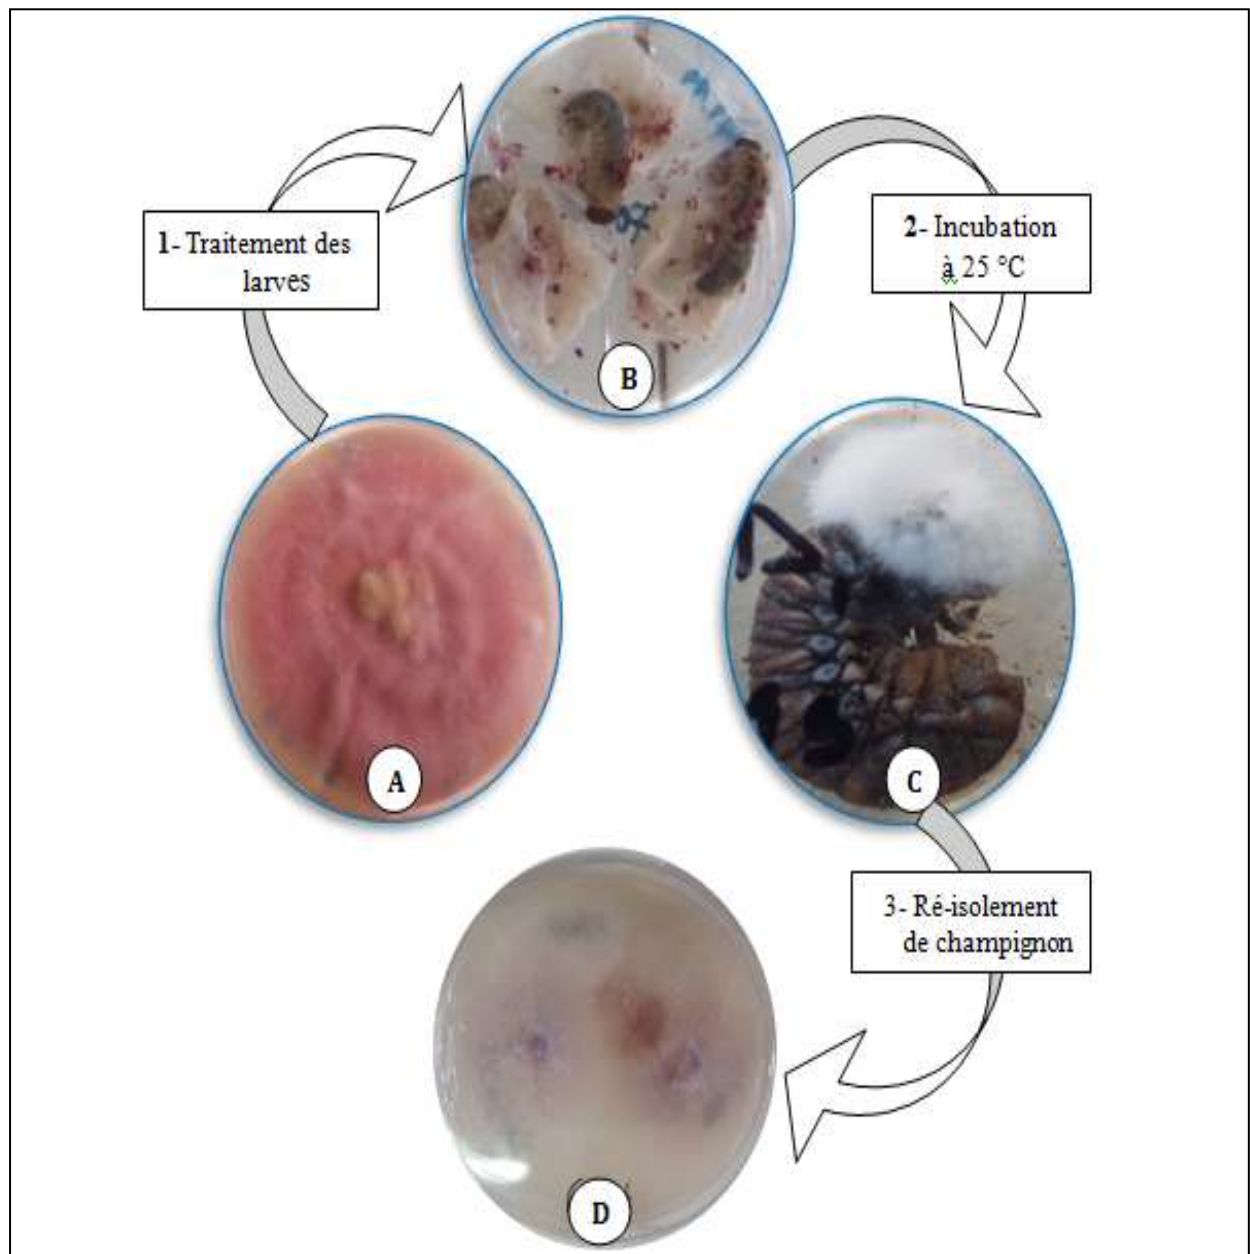 1- Traitement des
larves
2- Incubation
à 25 °C
B
A
C
3- Ré-isolement
de champignon
D